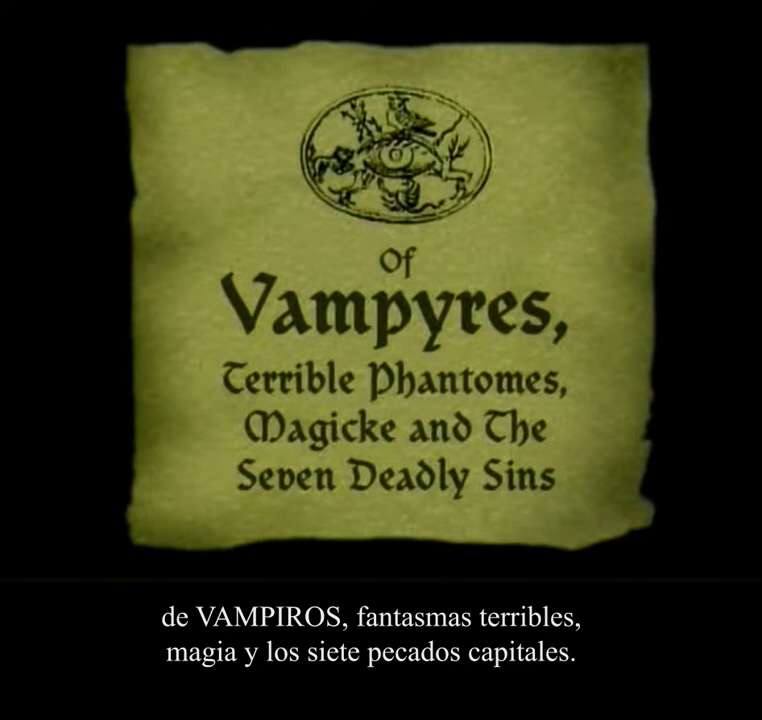 Of
Vampyres,
Terrible Phantomes,
Magicke and The
Seven Deadly Sins
de VAMPIROS, fantasmas terribles,
magia y los siete pecados capitales.